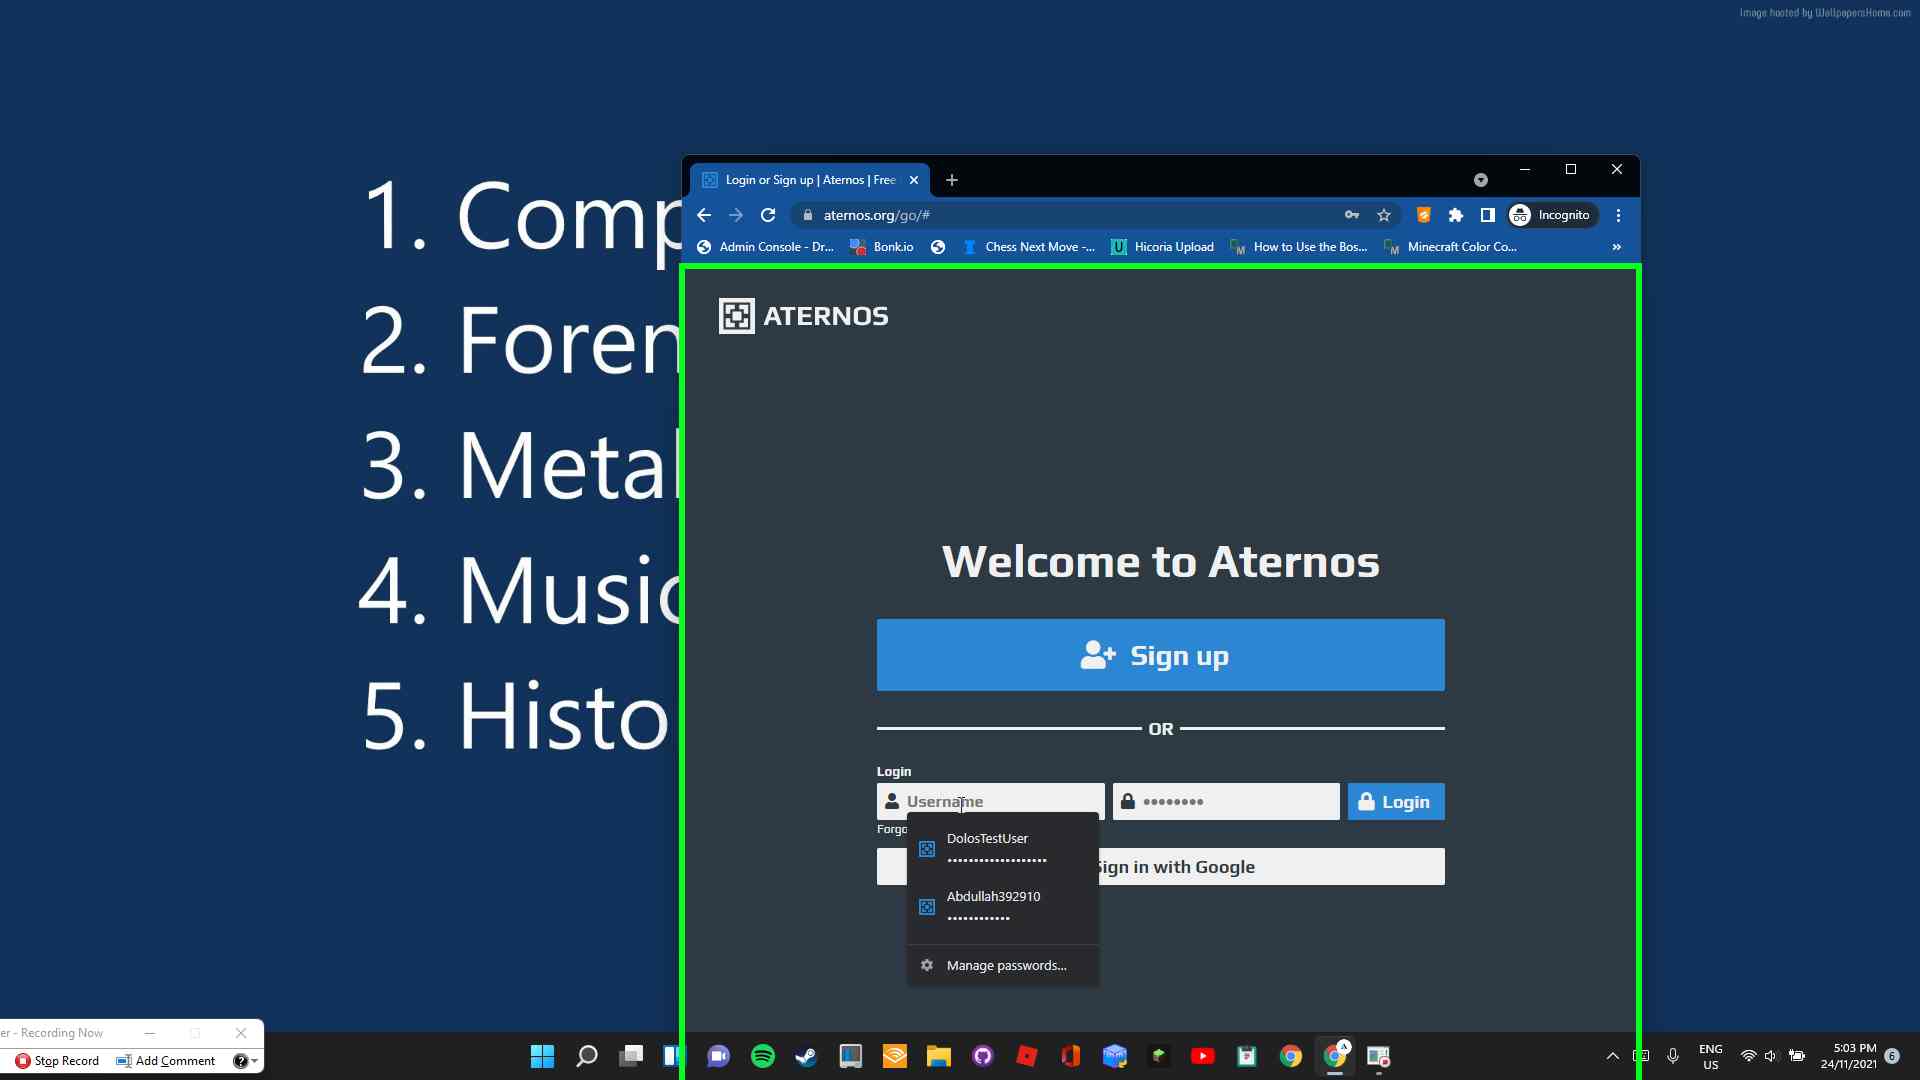 Image hosted by WallpapersHome.com
1. Comp
2. Foren
3. Metal
4. Music
5. Histo
Login or Sign up | Aternos | Free
aternos.org/go/#
Incognito
Admin Console - Dr...
Bonk.io
Chess Next Move -...
Hicoria Upload
How to Use the Bos...
Minecraft Color Co...
»
ATERNOS
Welcome to Aternos
Sign up
OR
Login
Username
••••••••
Login
Forgo
DolosTestUser
•••••••••••••••••••
Abdullah392910
••••••••••••
Manage passwords...
Sign in with Google
er - Recording Now
Stop Record
Add Comment
ENG
US
5:03 PM
24/11/2021
6